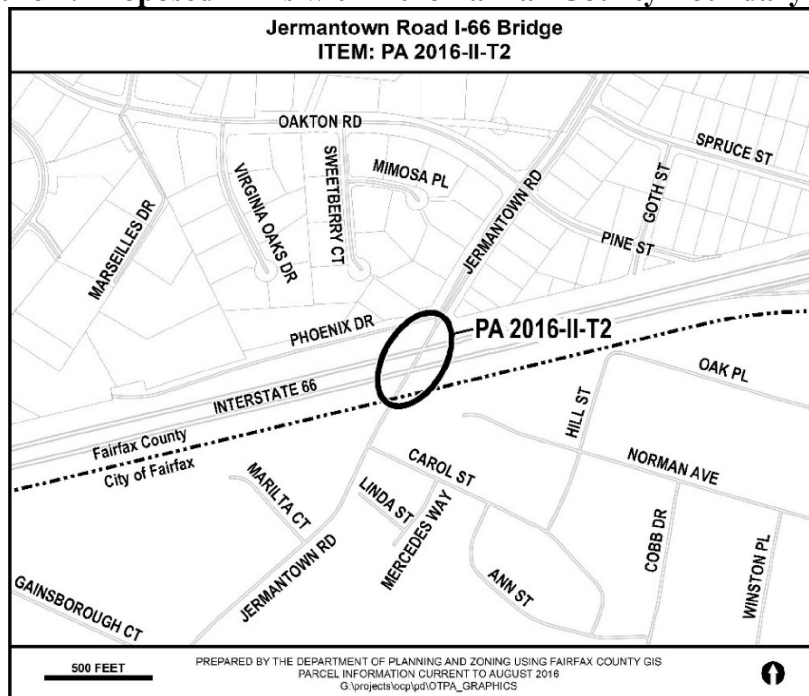 Jermantown Road I-66 Bridge
ITEM: PA 2016-II-T2
OAKTON RD
SPRUCE ST
SWEETBERRY CT
MIMOSA PL
VIRGINIA OAKS DR
GOTH ST
MARSEILLES DR
JERMANTOWN RD
PINE ST
PHOENIX DR
PA 2016-II-T2
INTERSTATE 66
OAK PL
HILL ST
Fairfax County
City of Fairfax
CAROL ST
NORMAN AVE
MARILTA CT
LINDA ST
MERCEDES WAY
JERMANTOWN RD
COBB DR
WINSTON PL
ANN ST
GAINSBOROUGH CT
500 FEET
PREPARED BY THE DEPARTMENT OF PLANNING AND ZONING USING FAIRFAX COUNTY GIS
PARCEL INFORMATION CURRENT TO AUGUST 2016
G:\projects\ocp\pd\OTPA_GRAPHICS